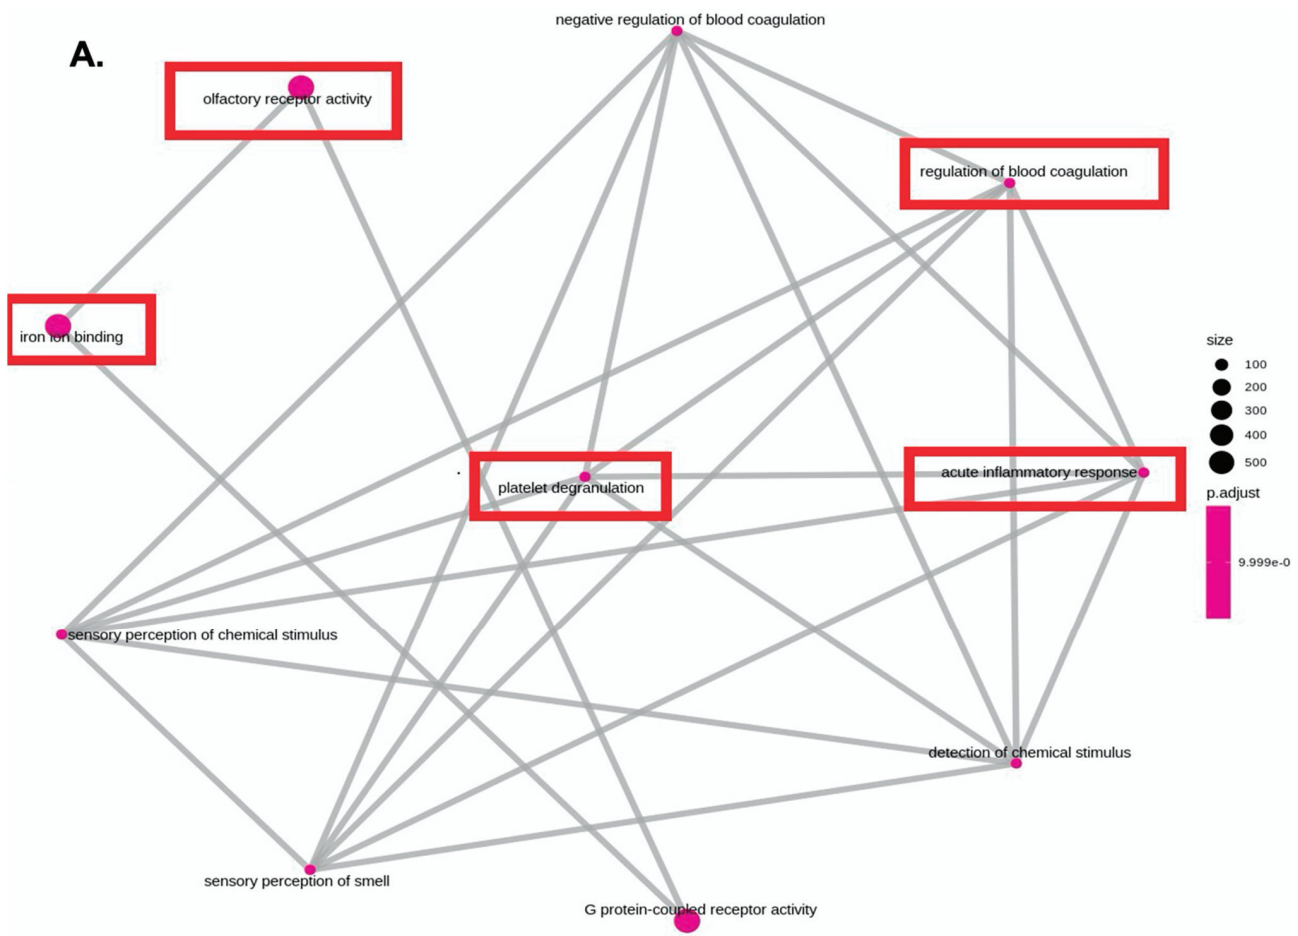 negative regulation of blood coagulation
A.
olfactory receptor activity
regulation of blood coagulation
iron ion binding
size
100
200
300
400
500
acute inflammatory response
platelet degranulation
p.adjust
9.999e-0
sensory perception of chemical stimulus
detection of chemical stimulus
sensory perception of smell
G protein-coupled receptor activity